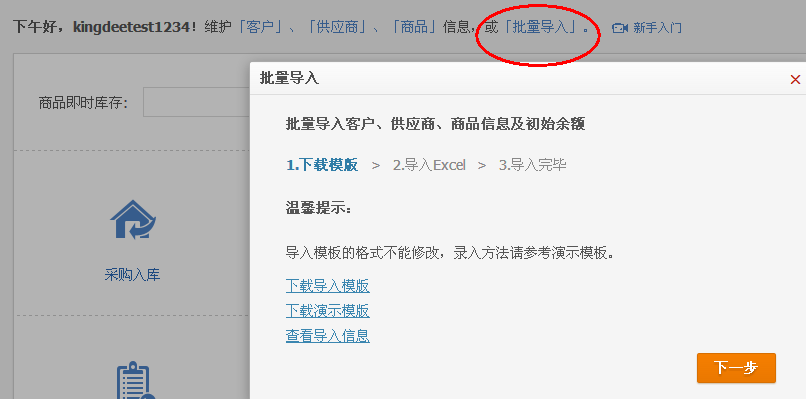 下午好，kingdeetest1234！维护「客户」、「供应商」、「商品」信息，或「批量导入」。 新手入门
批量导入
商品即时库存：
批量导入客户、供应商、商品信息及初始余额
1.下载模版 > 2.导入Excel > 3.导入完毕
温馨提示：
导入模板的格式不能修改，录入方法请参考演示模板。
采购入库
下载导入模版
下载演示模版
查看导入信息
下一步